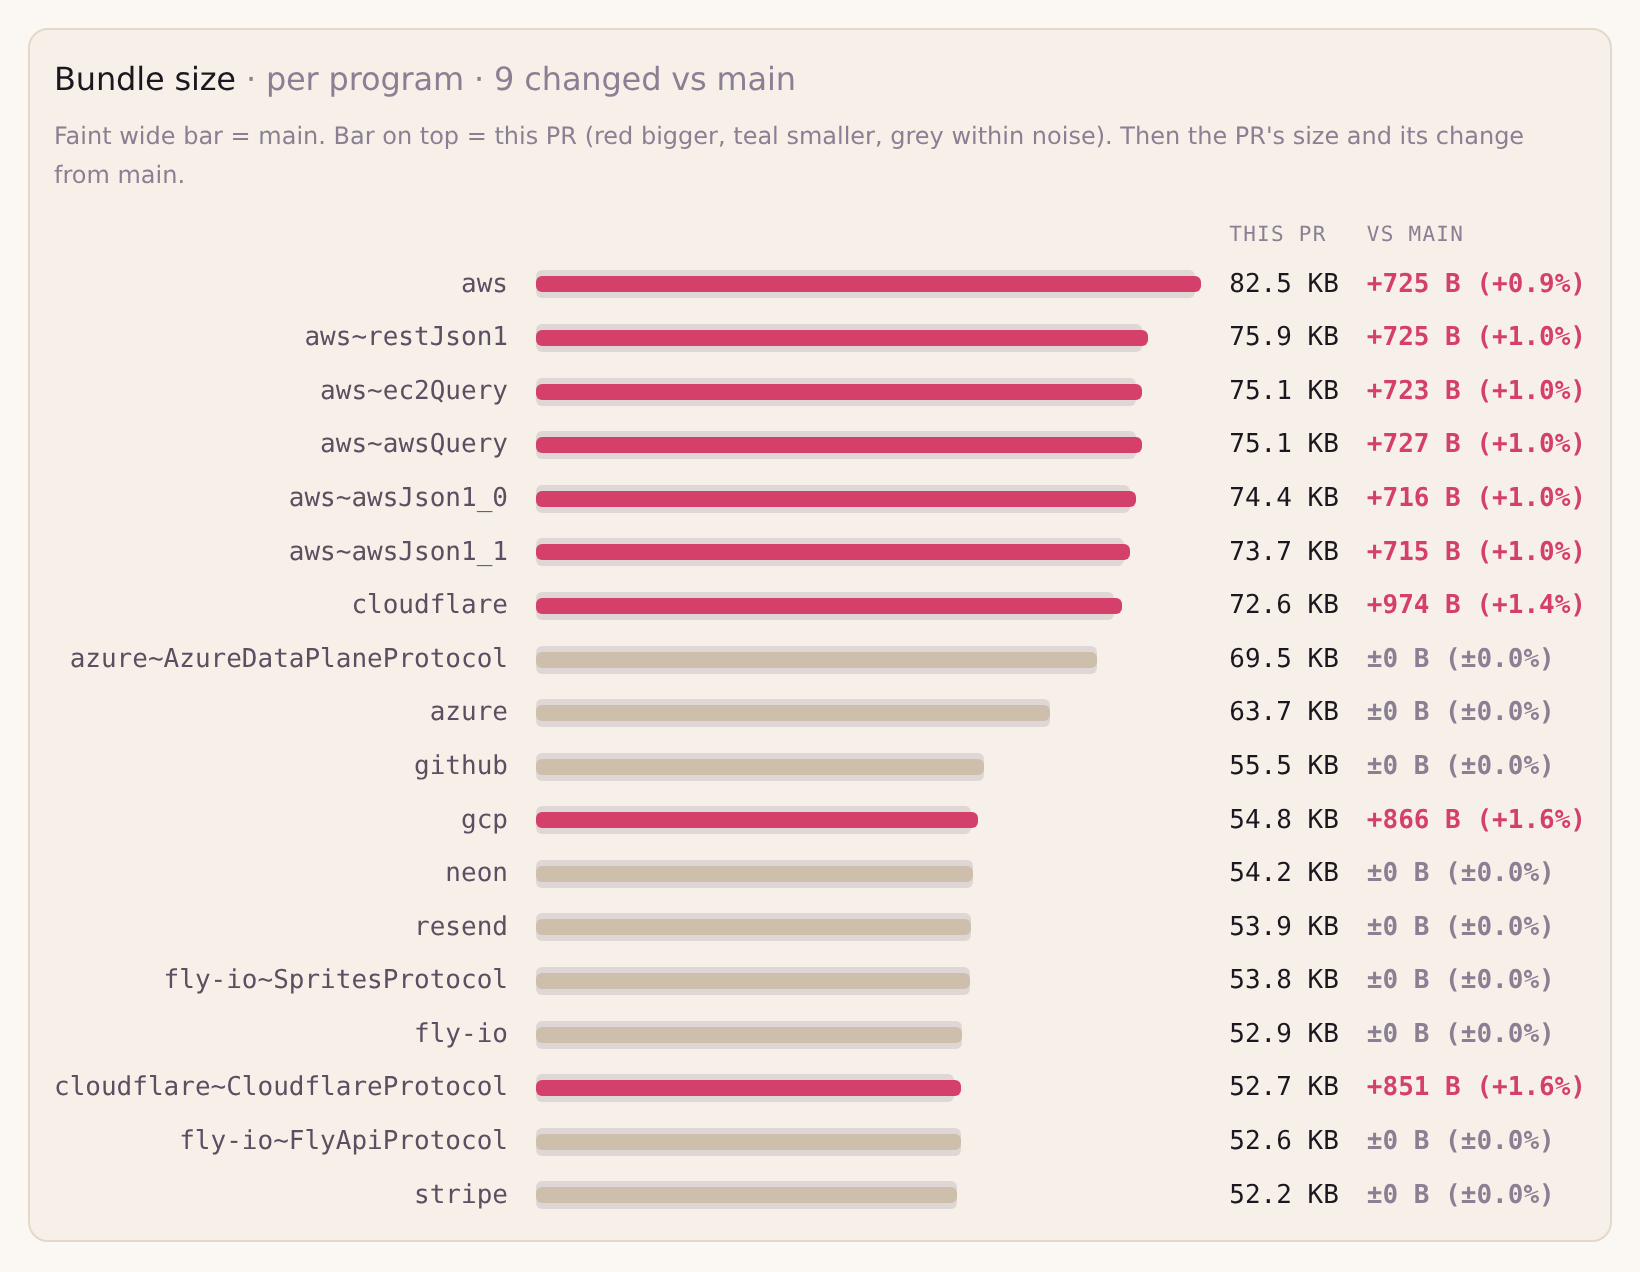 Bundle size · per program · 9 changed vs main
Faint wide bar = main. Bar on top = this PR (red bigger, teal smaller, grey within noise). Then the PR's size and its change
from main.
THIS PR VS MAIN
aws 82.5 KB +725 B (+0.9%)
aws~restJson1 75.9 KB +725 B (+1.0%)
aws~ec2Query 75.1 KB +723 B (+1.0%)
aws~awsQuery 75.1 KB +727 B (+1.0%)
aws~awsJson1_0 74.4 KB +716 B (+1.0%)
aws~awsJson1_1 73.7 KB +715 B (+1.0%)
cloudflare 72.6 KB +974 B (+1.4%)
azure~AzureDataPlaneProtocol 69.5 KB ±0 B (±0.0%)
azure 63.7 KB ±0 B (±0.0%)
github 55.5 KB ±0 B (±0.0%)
gcp 54.8 KB +866 B (+1.6%)
neon 54.2 KB ±0 B (±0.0%)
resend 53.9 KB ±0 B (±0.0%)
fly-io~SpritesProtocol 53.8 KB ±0 B (±0.0%)
fly-io 52.9 KB ±0 B (±0.0%)
cloudflare~CloudflareProtocol 52.7 KB +851 B (+1.6%)
fly-io~FlyApiProtocol 52.6 KB ±0 B (±0.0%)
stripe 52.2 KB ±0 B (±0.0%)